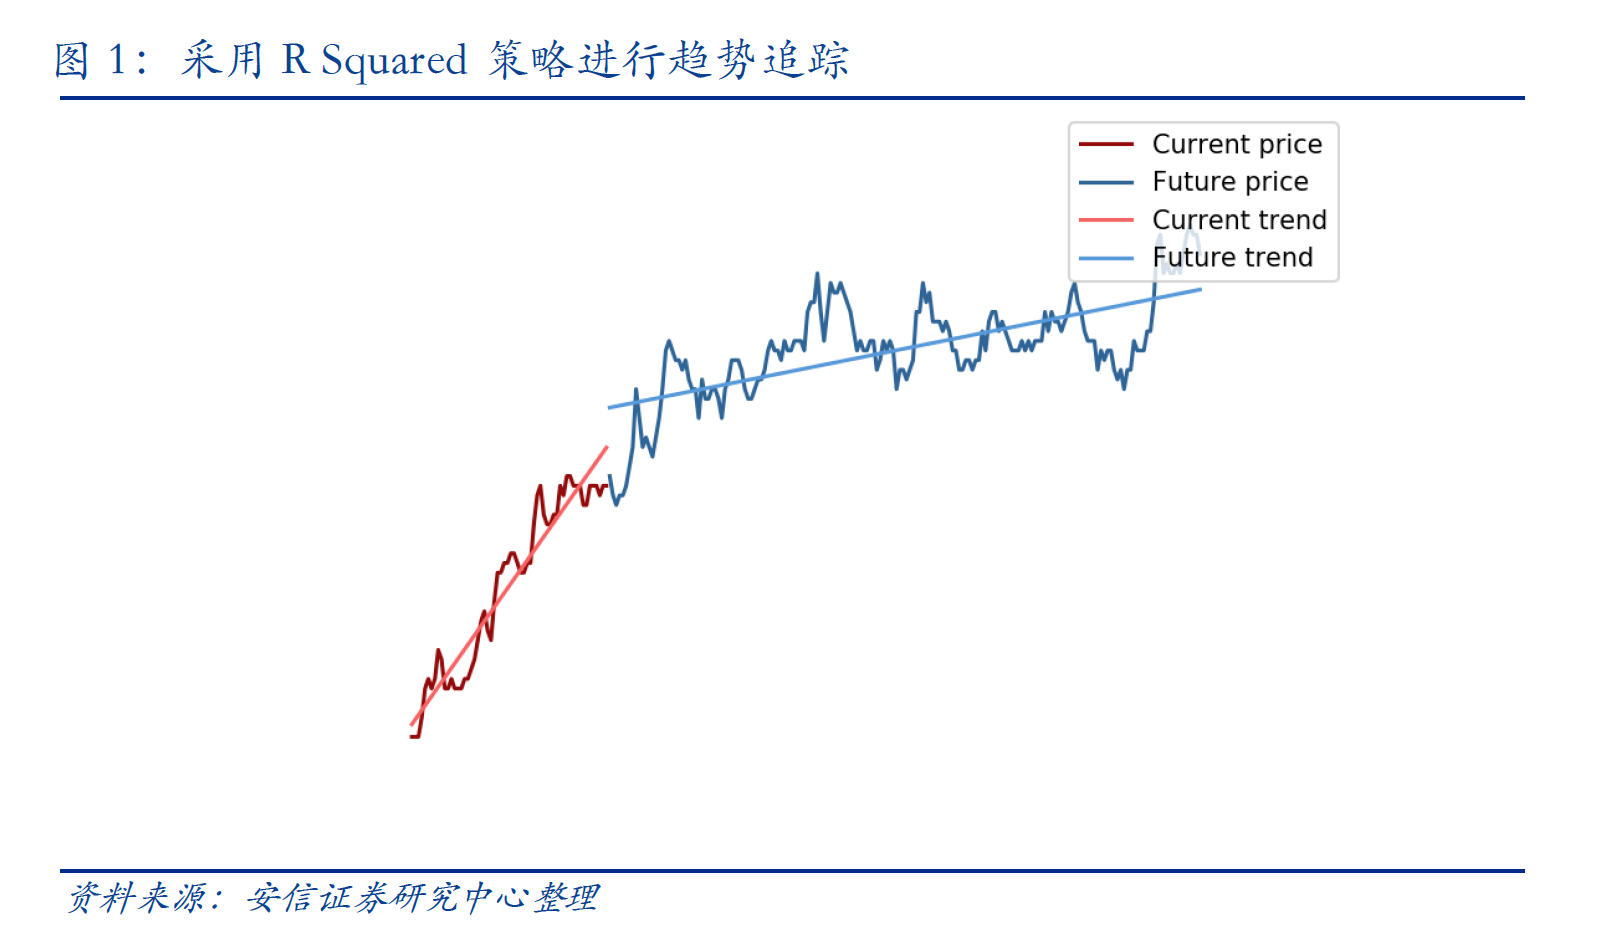 图 1：采用 R Squared 策略进行趋势追踪
Current price
Future price
Current trend
Future trend
资料来源：安信证券研究中心整理